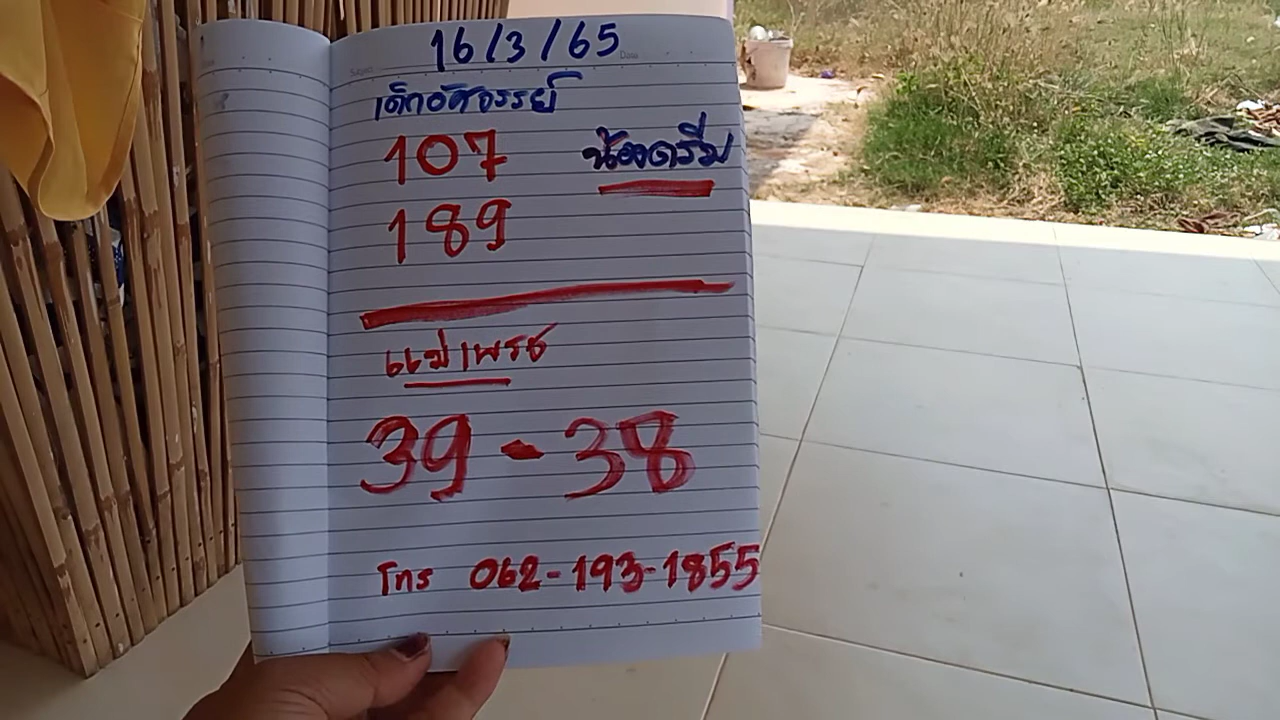 16/3/65
เด็กอัศจรรย์
107
น้องครีม
189
แม่เพรช
39-38
โทร 062-193-1855